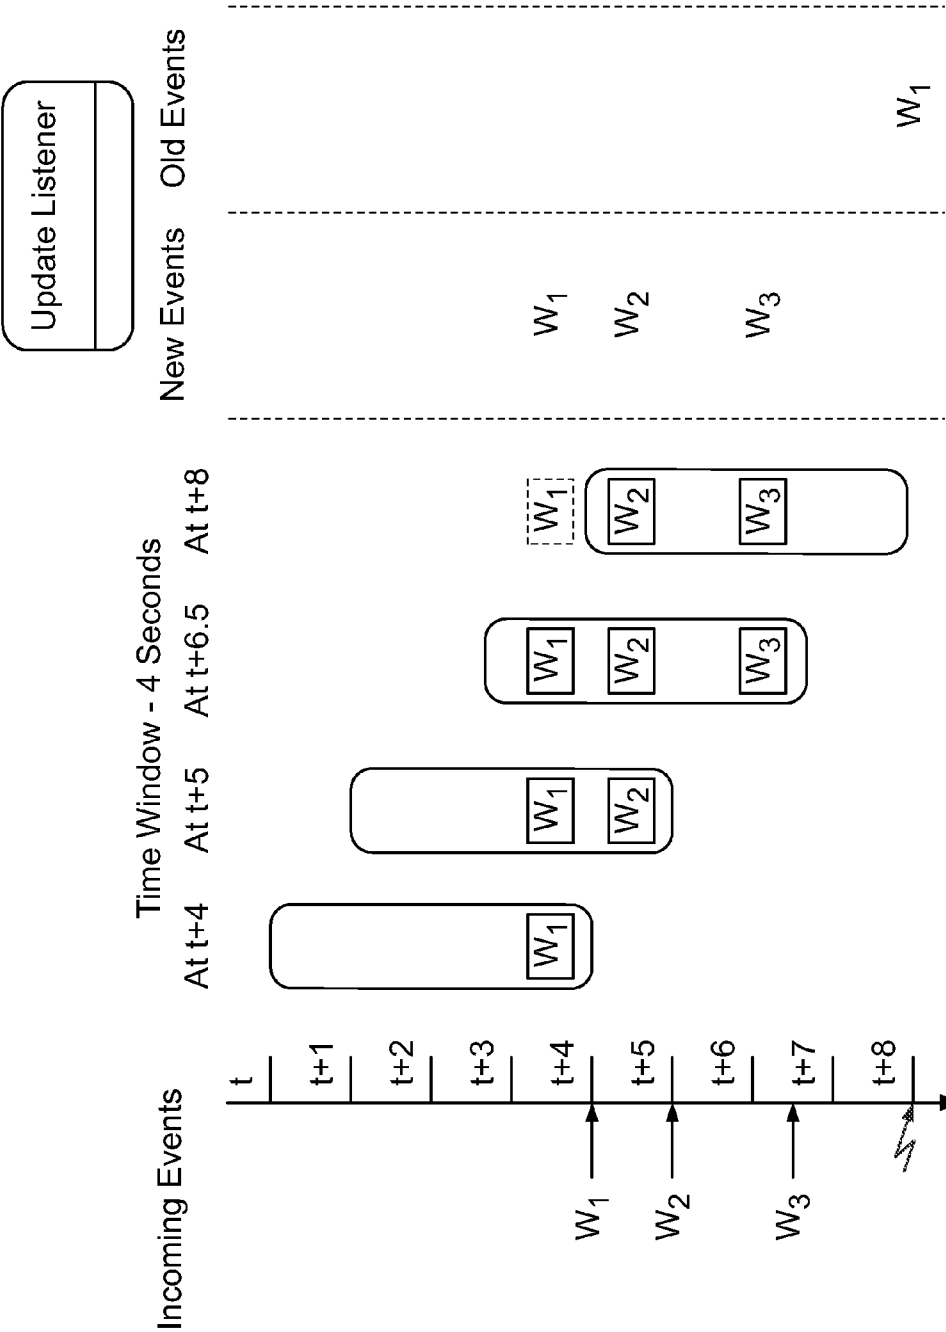 Update Listener
Time Window - 4 Seconds
Incoming Events
At t+4
At t+5
At t+6.5
At t+8
New Events
Old Events
t
t+1
t+2
t+3
t+4
t+5
t+6
t+7
t+8
W1
W2
W3
W1
W1
W2
W1
W2
W3
W1
W2
W3
W1
W2
W3
W1